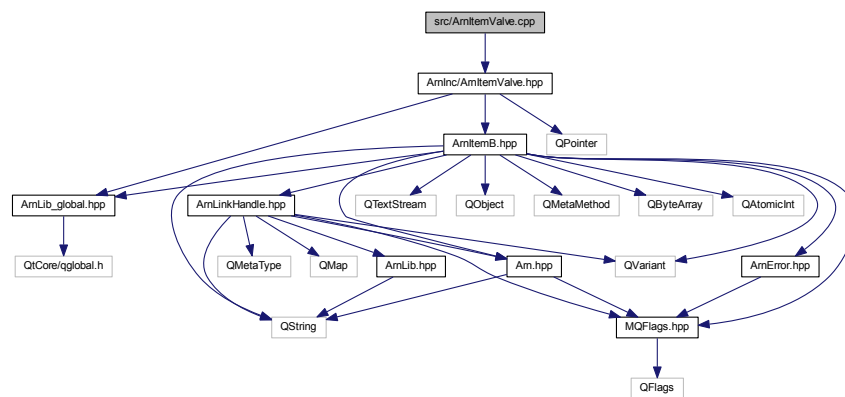 src/ArnItemValve.cpp
ArnInc/ArnItemValve.hpp
ArnItemB.hpp
QPointer
ArnLib_global.hpp
ArnLinkHandle.hpp
QTextStream
QObject
QMetaMethod
QByteArray
QAtomicInt
QtCore/qglobal.h
QMetaType
QMap
ArnLib.hpp
Arn.hpp
QVariant
ArnError.hpp
QString
MQFlags.hpp
QFlags